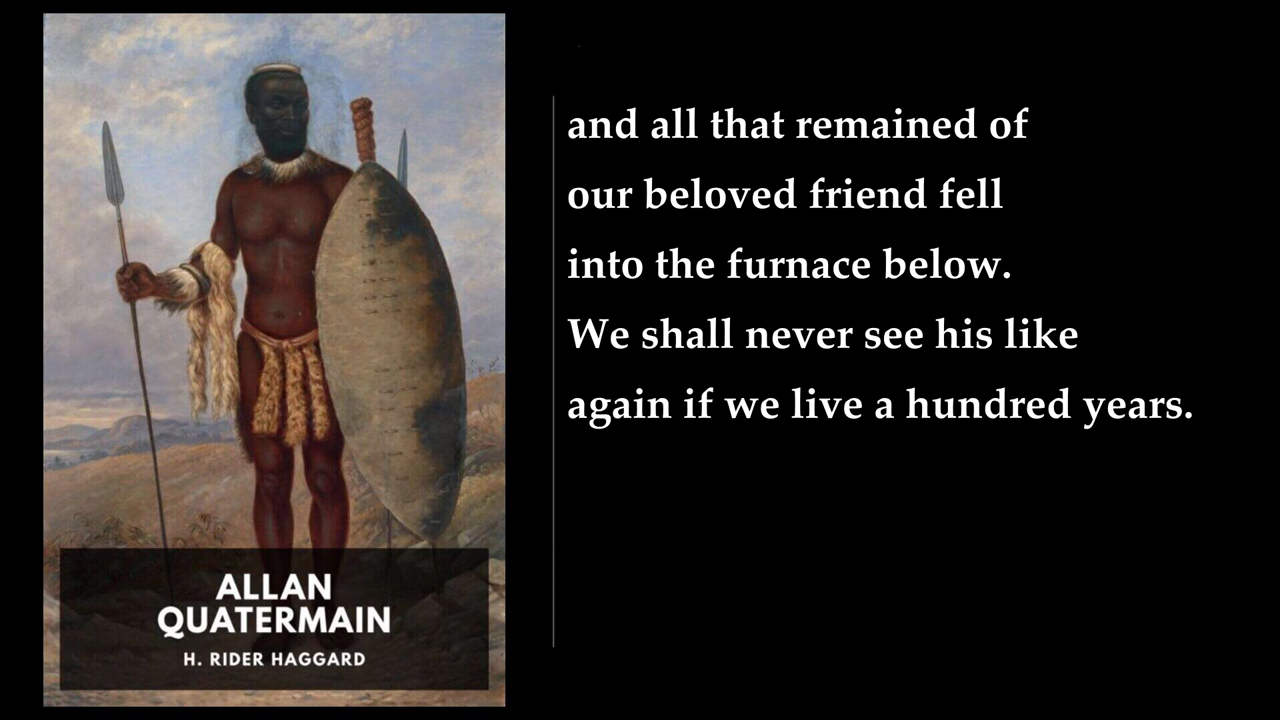 ALLAN
QUATERMAIN
H. RIDER HAGGARD
and all that remained of
our beloved friend fell
into the furnace below.
We shall never see his like
again if we live a hundred years.